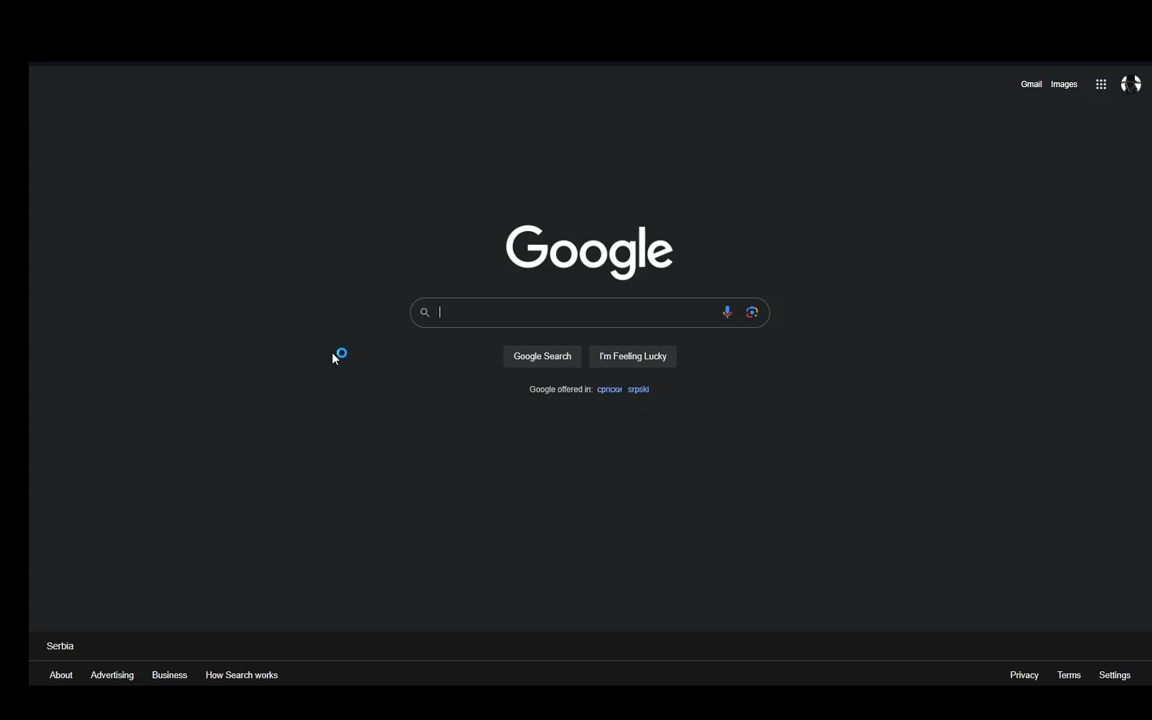 Gmail Images
Google
Google Search I'm Feeling Lucky
Google offered in: српски srpski
Serbia
About Advertising Business How Search works Privacy Terms Settings